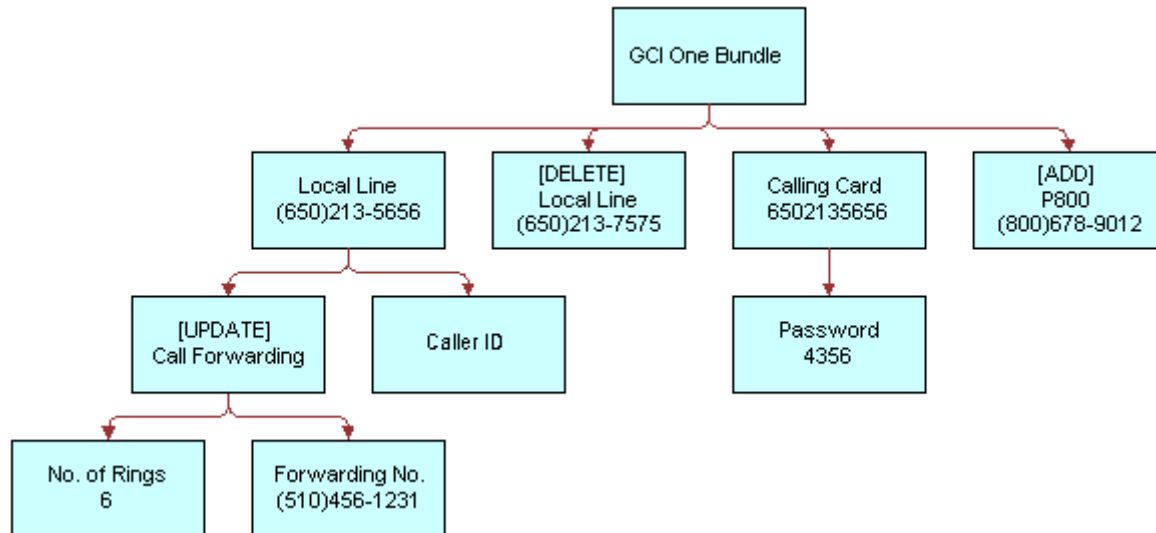 GCI One Bundle
Local Line
(650)213-5656
[DELETE]
Local Line
(650)213-7575
Calling Card
6502135656
[ADD]
P800
(800)678-9012
[UPDATE]
Call Forwarding
Caller ID
Password
4356
No. of Rings
6
Forwarding No.
(510)456-1231